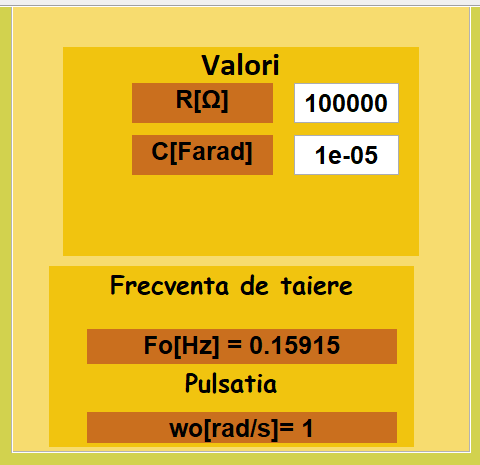 Valori
R[Ω] 100000
C[Farad] 1e-05
Frecventa de taiere
Fo[Hz] = 0.15915
Pulsatia
wo[rad/s]= 1